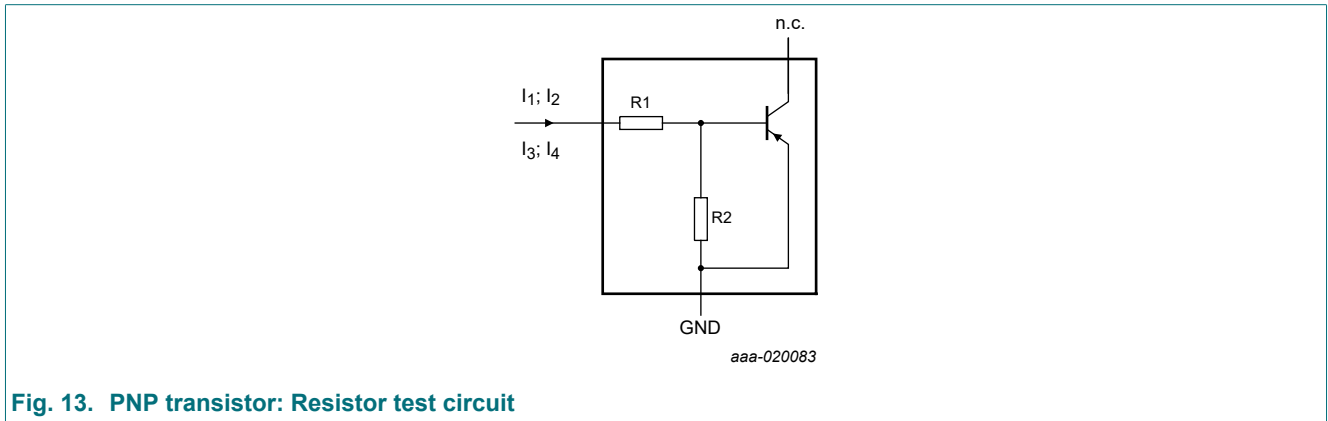 n.c.
I1; I2
R1
I3; I4
R2
GND
aaa-020083
Fig. 13. PNP transistor: Resistor test circuit